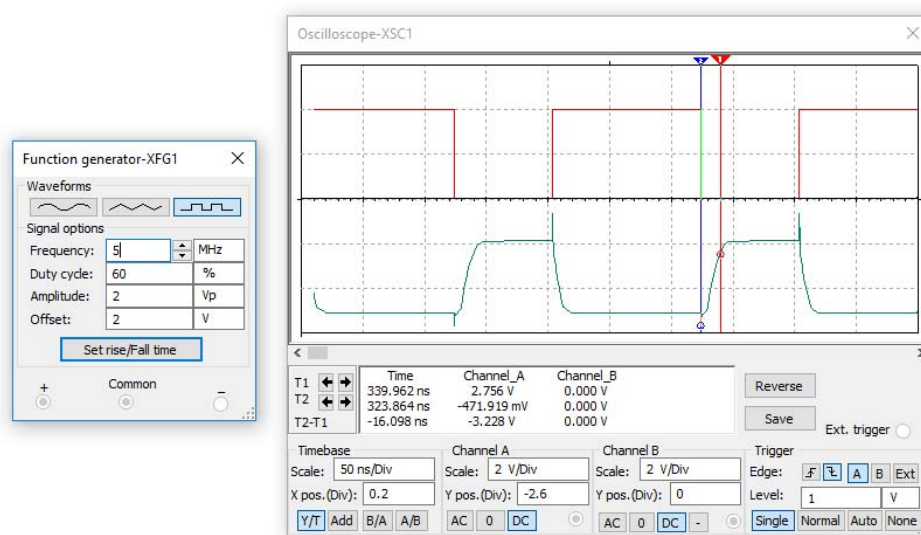 Oscilloscope-XSC1
2 1
Function generator-XFG1
Waveforms
Signal options
Frequency: 5 MHz
Duty cycle: 60 %
Amplitude: 2 Vp
Offset: 2 V
Set rise/Fall time
+ Common −
Time Channel_A Channel_B
T1 339.962 ns 2.756 V 0.000 V
T2 323.864 ns -471.919 mV 0.000 V
T2-T1 -16.098 ns -3.228 V 0.000 V
Reverse
Save
Ext. trigger
Timebase Channel A Channel B Trigger
Scale: 50 ns/Div Scale: 2 V/Div Scale: 2 V/Div Edge: A B Ext
X pos.(Div): 0.2 Y pos.(Div): -2.6 Y pos.(Div): 0 Level: 1 V
Y/T Add B/A A/B AC 0 DC AC 0 DC - Single Normal Auto None